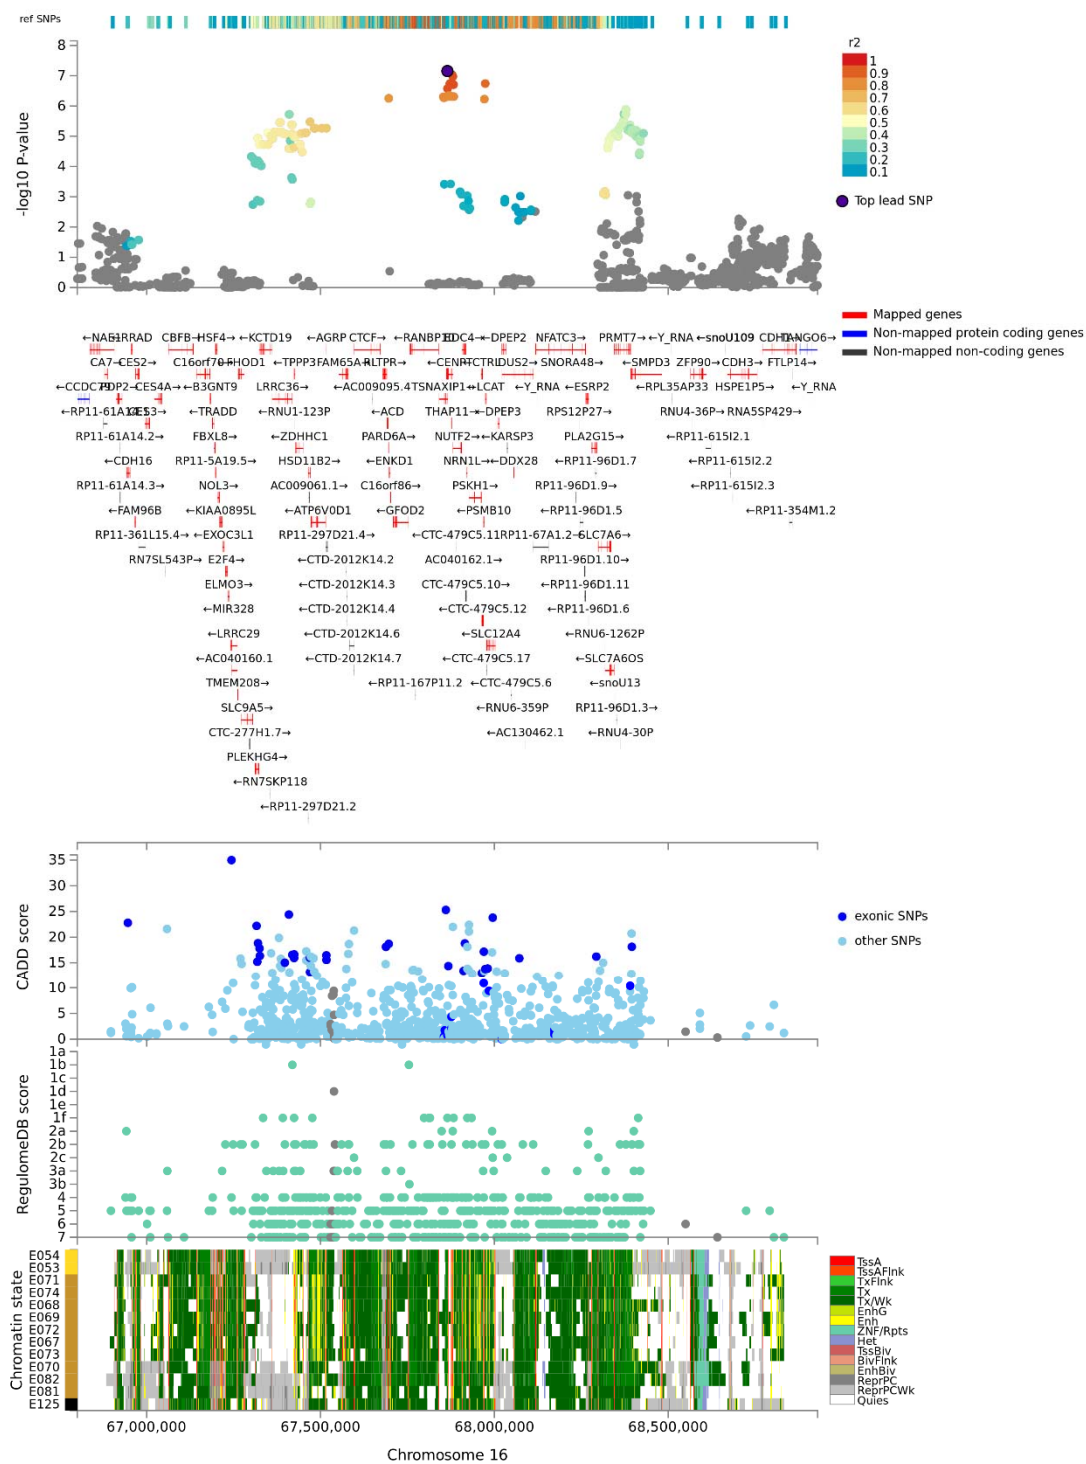 ref SNPs
8
7
6
5
4
3
2
1
0
-log10 P-value
r2
1
0.9
0.8
0.7
0.6
0.5
0.4
0.3
0.2
0.1
Top lead SNP
Mapped genes
Non-mapped protein coding genes
Non-mapped non-coding genes
RRAD CBFB→HSF4→ ←KCTD19 ←AGRP CTCF→ ←DPEP2 NFATC3→ PRMT7→ ←Y_RNA ←snoU109
CA7→ CES2→ TPPP3 SNORA48→ ←SMPD3 ZFP90→ CDH3→ FTLP14→
CES4A→ ←B3GNT9 LRRC36→ TSNAXIP1→ ←LCAT ←Y_RNA ←ESRP2 ←RPL35AP33 HSPE1P5→ ←Y_RNA
←TRADD ←RNU1-123P ←ACD THAP11→ ←DPEP3 RPS12P27→ RNU4-36P→ RNA5SP429→
RP11-61A14.2→ FBXL8→ ←ZDHHC1 PARD6A→ NUTF2→ ←KARSP3 PLA2G15→ ←RP11-615I2.1
←CDH16 RP11-5A19.5→ HSD11B2→ ←ENKD1 NRN1L→ ←DDX28 ←RP11-96D1.7 ←RP11-615I2.2
RP11-61A14.3→ NOL3→ AC009061.1→ C16orf86→ PSKH1→ RP11-96D1.9→ ←RP11-615I2.3
←FAM96B ←KIAA0895L ←ATP6V0D1 ←GFOD2 ←PSMB10 ←RP11-96D1.5 ←RP11-354M1.2
RP11-361L15.4→ ←EXOC3L1 RP11-297D21.4→ ←CTC-479C5.11 RP11-67A1.2→ SLC7A6→
RN7SL543P→ E2F4→ ←CTD-2012K14.2 AC040162.1→ RP11-96D1.10→
ELMO3→ ←CTD-2012K14.3 CTC-479C5.10→ ←RP11-96D1.11
←MIR328 ←CTD-2012K14.4 ←CTC-479C5.12 ←RP11-96D1.6
←LRRC29 ←CTD-2012K14.6 ←SLC12A4 ←RNU6-1262P
←AC040160.1 ←CTD-2012K14.7 ←CTC-479C5.17 ←SLC7A6OS
TMEM208→ ←RP11-167P11.2 ←CTC-479C5.6 ←snoU13
SLC9A5→ ←RNU6-359P RP11-96D1.3→
CTC-277H1.7→ ←AC130462.1 ←RNU4-30P
PLEKHG4→
←RN7SKP118
←RP11-297D21.2
35
30
25
20
15
10
5
0
CADD score
exonic SNPs
other SNPs
1a
1b
1c
1d
1e
1f
2a
2b
2c
3a
3b
4
5
6
7
RegulomeDB score
E054
E053
E071
E074
E068
E069
E072
E067
E073
E070
E082
E081
E125
Chromatin state
TssA
TssAFlnk
TxFlnk
Tx
Tx/Wk
EnhG
Enh
ZNF/Rpts
Het
TssBiv
BivFlnk
EnhBiv
ReprPC
ReprPCWk
Quies
67,000,000 67,500,000 68,000,000 68,500,000
Chromosome 16